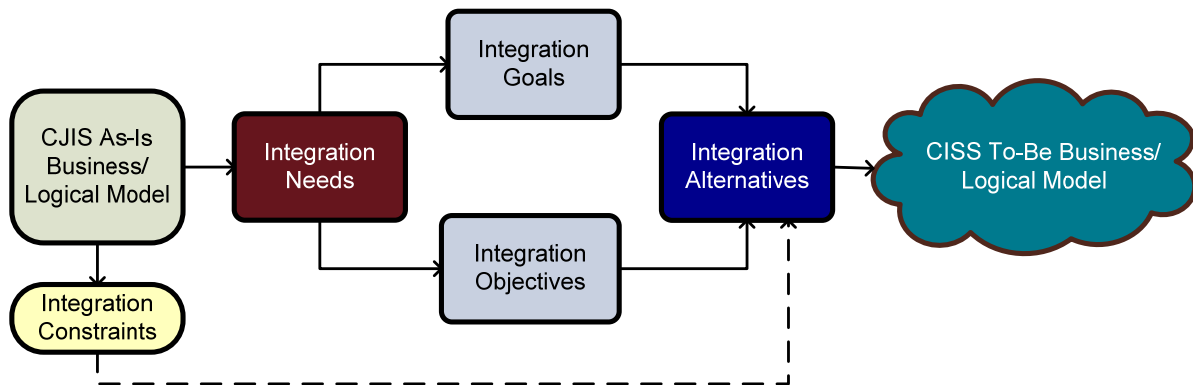 CJIS As-Is
Business/
Logical Model
Integration
Constraints
Integration
Needs
Integration
Goals
Integration
Objectives
Integration
Alternatives
CISS To-Be Business/
Logical Model